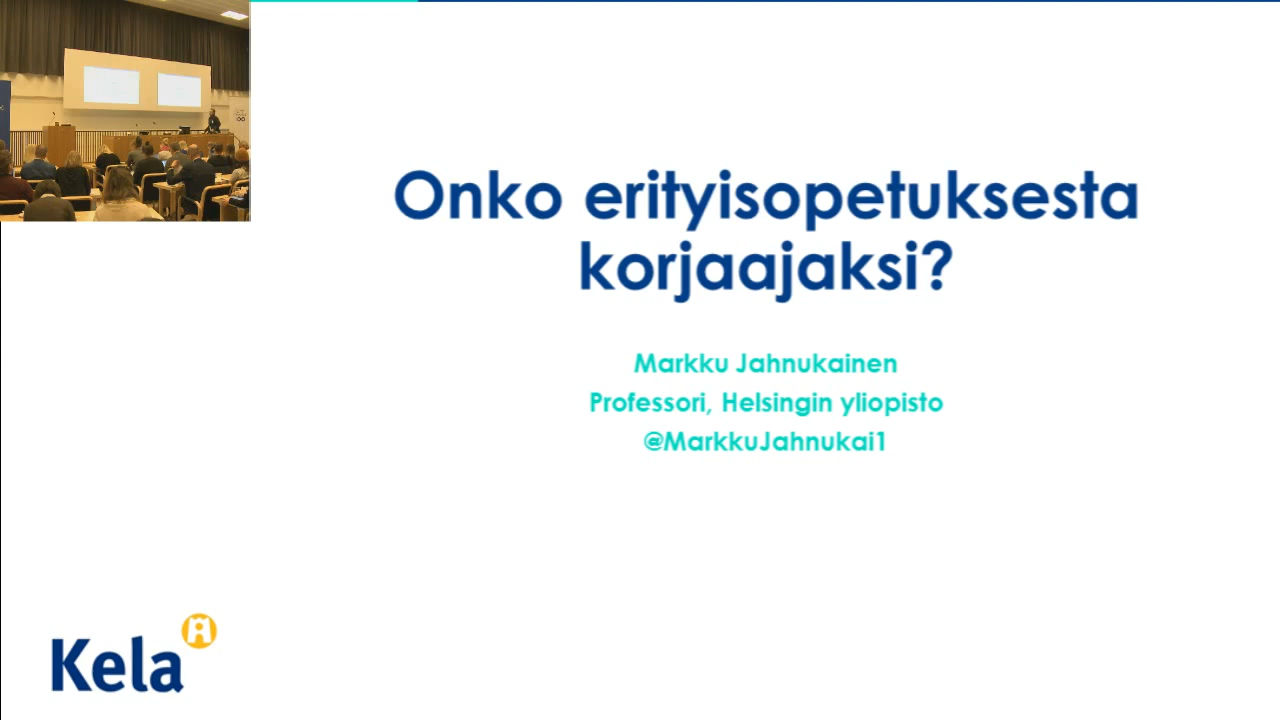 Onko erityisopetuksesta
korjaajaksi?
Markku Jahnukainen
Professori, Helsingin yliopisto
@MarkkuJahnukai1
Kela